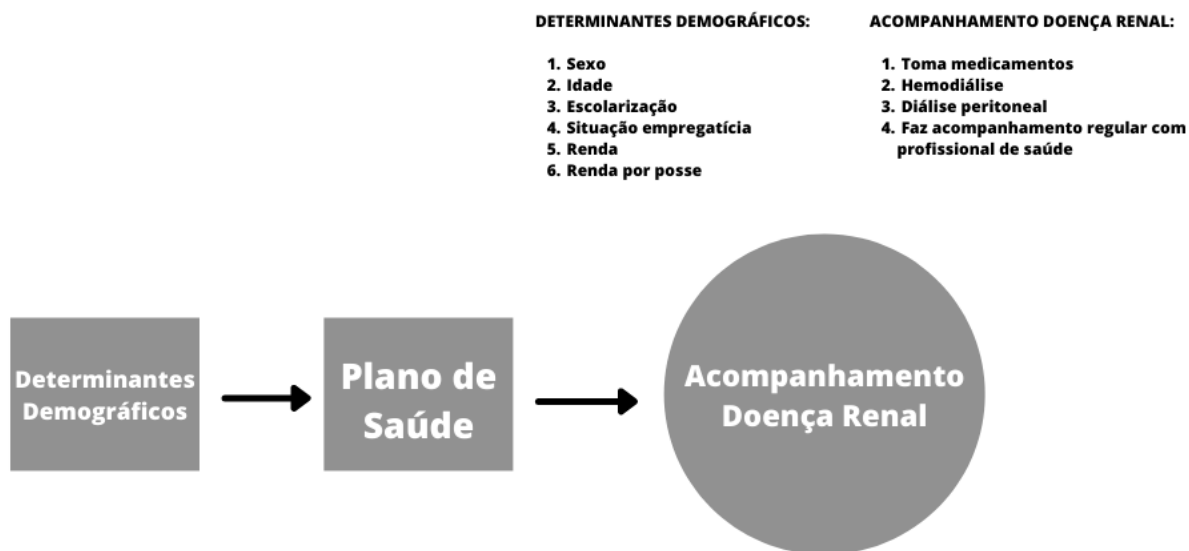 DETERMINANTES DEMOGRÁFICOS:
1. Sexo
2. Idade
3. Escolarização
4. Situação empregatícia
5. Renda
6. Renda por posse
ACOMPANHAMENTO DOENÇA RENAL:
1. Toma medicamentos
2. Hemodiálise
3. Diálise peritoneal
4. Faz acompanhamento regular com
profissional de saúde
Determinantes
Demográficos
Plano de
Saúde
Acompanhamento
Doença Renal